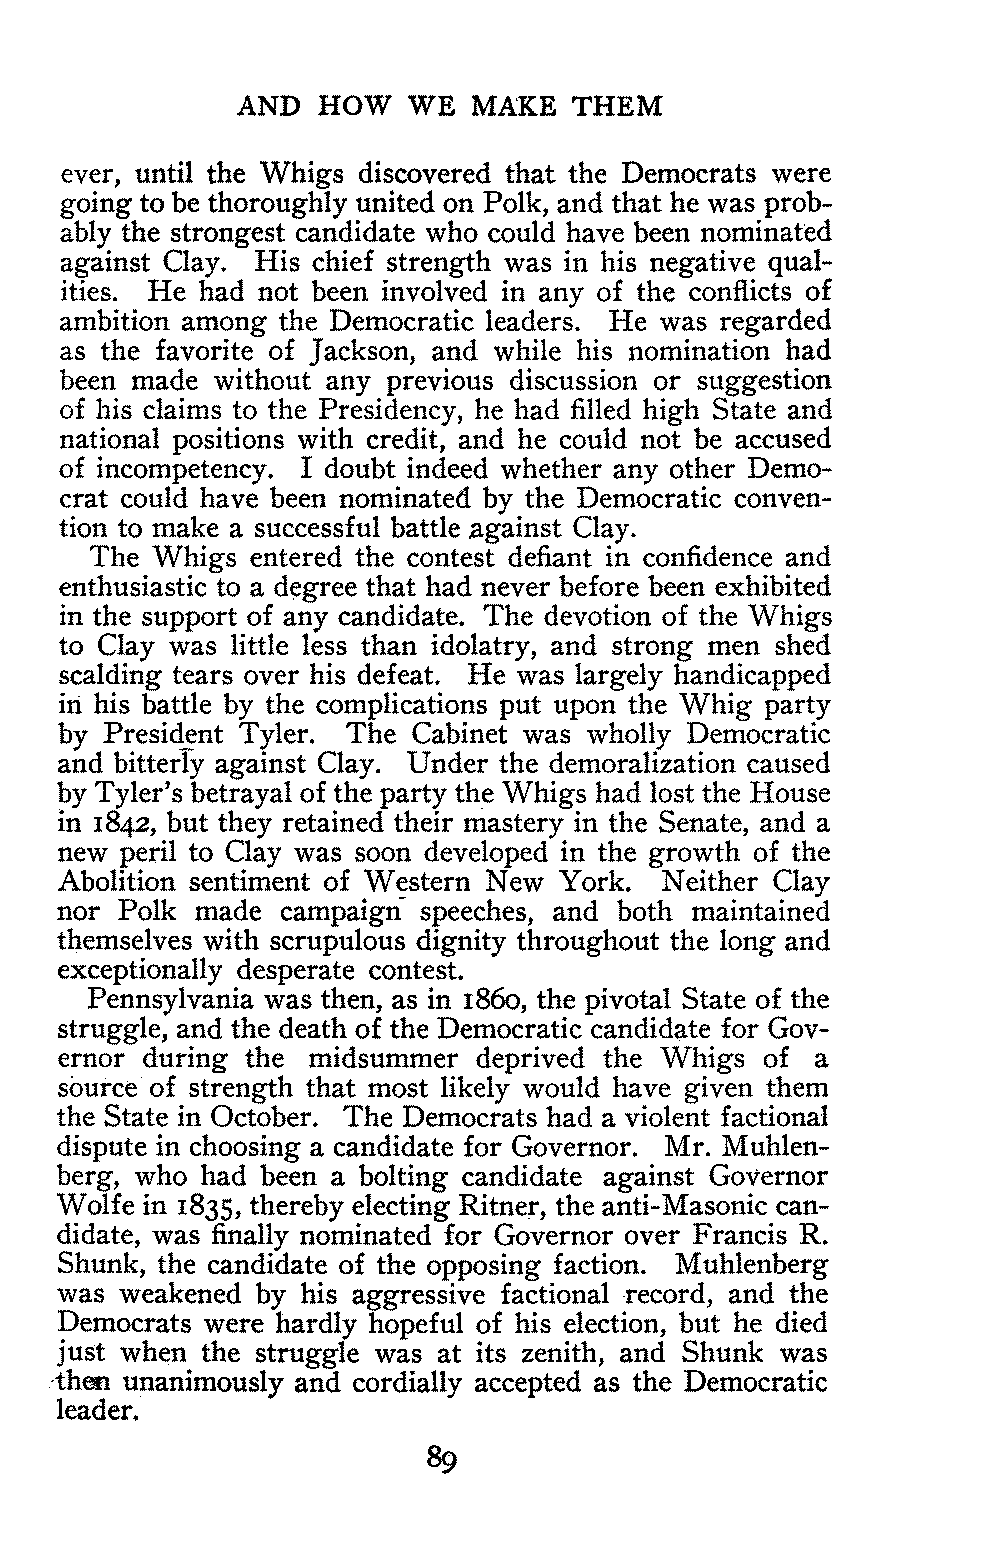 AND HOW WE MAKE THEM
ever, until the Whigs discovered that the Democrats were
going to be thoroughly united on Polk, and that he was prob-
ably the strongest candidate who could have been nominated
against Clay. His chief strength was in his negative qual-
ities. He had not been involved in any of the conflicts of
ambition among the Democratic leaders. He was regarded
as the favorite of Jackson, and while his nomination had
been made without any previous discussion or suggestion
of his claims to the Presidency, he had filled high State and
national positions with credit, and he could not be accused
of incompetency. I doubt indeed whether any other Demo-
crat could have been nominated by the Democratic conven-
tion to make a successful battle against Clay.
The Whigs entered the contest defiant in confidence and
enthusiastic to a degree that had never before been exhibited
in the support of any candidate. The devotion of the Whigs
to Clay was little less than idolatry, and strong men shed
scalding tears over his defeat. He was largely handicapped
in his battle by the complications put upon the Whig party
by President Tyler. The Cabinet was wholly Democratic
and bitterly against Clay. Under the demoralization caused
by Tyler's betrayal of the party the Whigs had lost the House
in 1842, but they retained their mastery in the Senate, and a
new peril to Clay was soon developed in the growth of the
Abolition sentiment of Western New York. Neither Clay
nor Polk made campaign speeches, and both maintained
themselves with scrupulous dignity throughout the long and
exceptionally desperate contest.
Pennsylvania was then, as in 1860, the pivotal State of the
struggle, and the death of the Democratic candidate for Gov-
ernor during the midsummer deprived the Whigs of a
source of strength that most likely would have given them
the State in October. The Democrats had a violent factional
dispute in choosing a candidate for Governor. Mr. Muhlen-
berg, who had been a bolting candidate against Governor
Wolfe in 1835, thereby electing Ritner, the anti-Masonic can-
didate, was finally nominated for Governor over Francis R.
Shunk, the candidate of the opposing faction. Muhlenberg
was weakened by his aggressive factional record, and the
Democrats were hardly hopeful of his election, but he died
just when the struggle was at its zenith, and Shunk was
then unanimously and cordially accepted as the Democratic
leader.
89